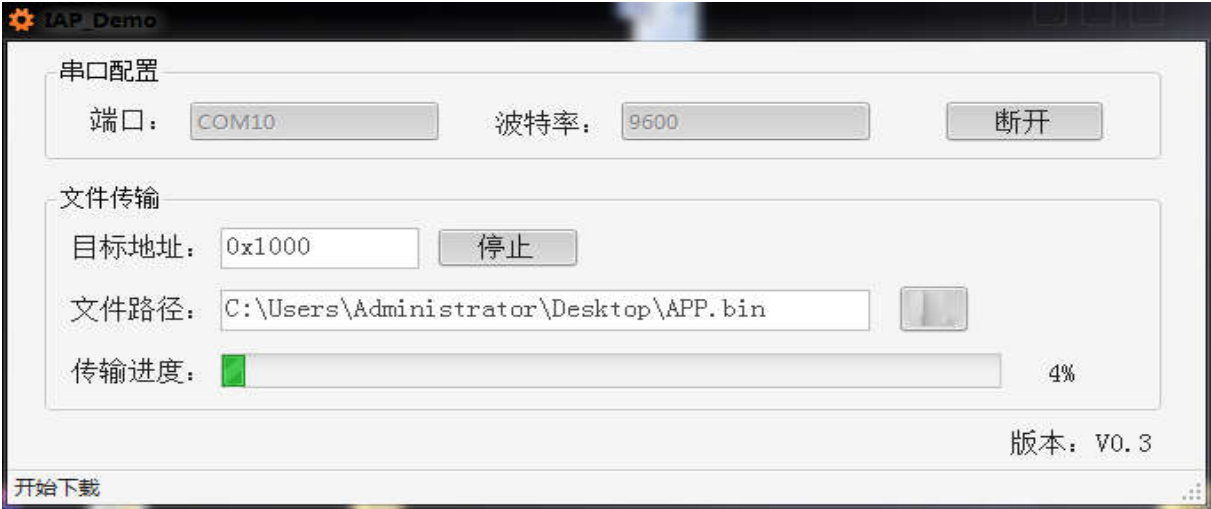 IAP_Demo
串口配置
端口： COM10 波特率： 9600 断开
文件传输
目标地址： 0x1000 停止
文件路径： C:\Users\Administrator\Desktop\APP.bin
传输进度： 4%
版本：V0.3
开始下载